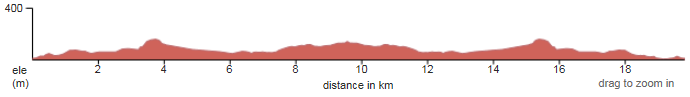 400
ele
(m)
2 4 6 8 10 12 14 16 18
distance in km
drag to zoom in